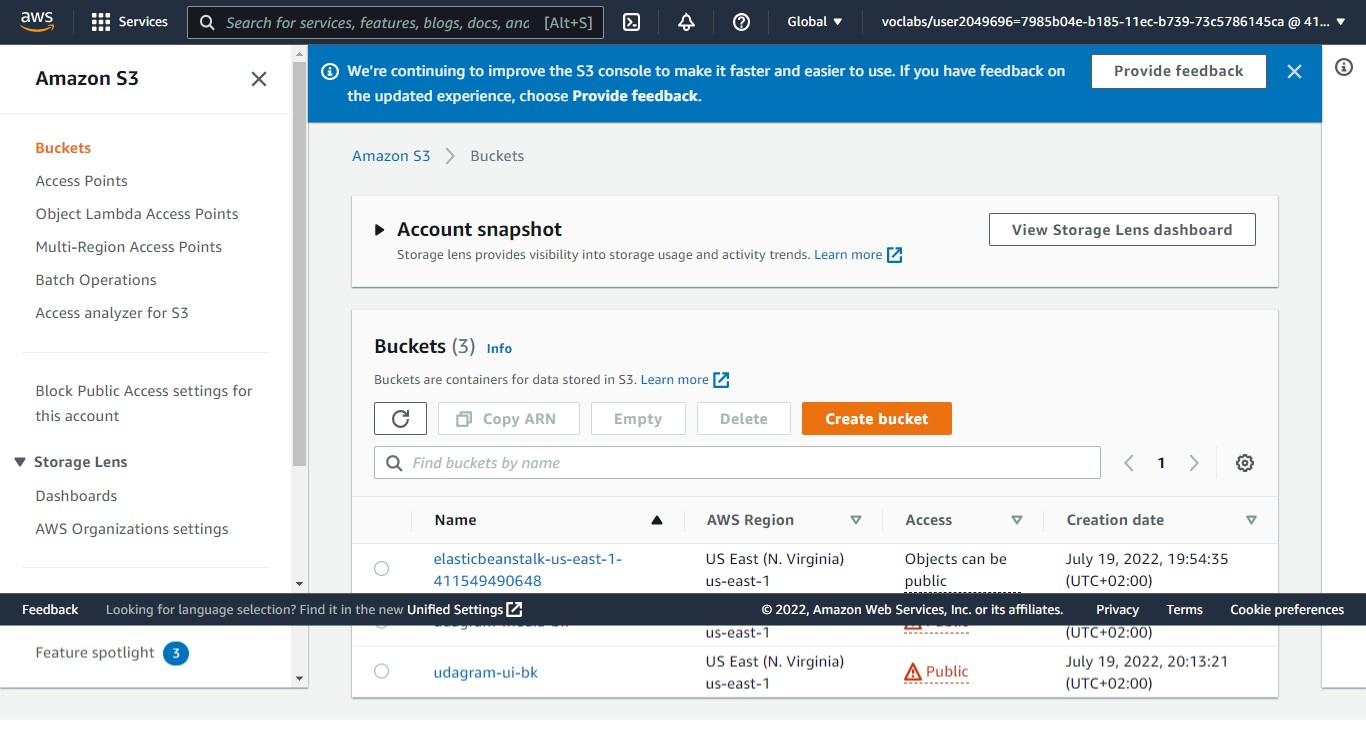 aws
Services
Search for services, features, blogs, docs, and
[Alt+S]
Global
voclabs/user2049696=7985b04e-b185-11ec-b739-73c5786145ca @ 41...
Amazon S3
Buckets
Access Points
Object Lambda Access Points
Multi-Region Access Points
Batch Operations
Access analyzer for S3
Block Public Access settings for
this account
Storage Lens
Dashboards
AWS Organizations settings
We're continuing to improve the S3 console to make it faster and easier to use. If you have feedback on
the updated experience, choose Provide feedback.
Provide feedback
Amazon S3
Buckets
Account snapshot
Storage lens provides visibility into storage usage and activity trends. Learn more
View Storage Lens dashboard
Buckets (3) Info
Buckets are containers for data stored in S3. Learn more
Copy ARN
Empty
Delete
Create bucket
Find buckets by name
1
Name
AWS Region
Access
Creation date
elasticbeanstalk-us-east-1-
411549490648
US East (N. Virginia)
us-east-1
Objects can be
public
July 19, 2022, 19:54:35
(UTC+02:00)
Feedback
Looking for language selection? Find it in the new Unified Settings
© 2022, Amazon Web Services, Inc. or its affiliates.
Privacy
Terms
Cookie preferences
us-east-1
(UTC+02:00)
Feature spotlight 3
udagram-ui-bk
US East (N. Virginia)
us-east-1
Public
July 19, 2022, 20:13:21
(UTC+02:00)